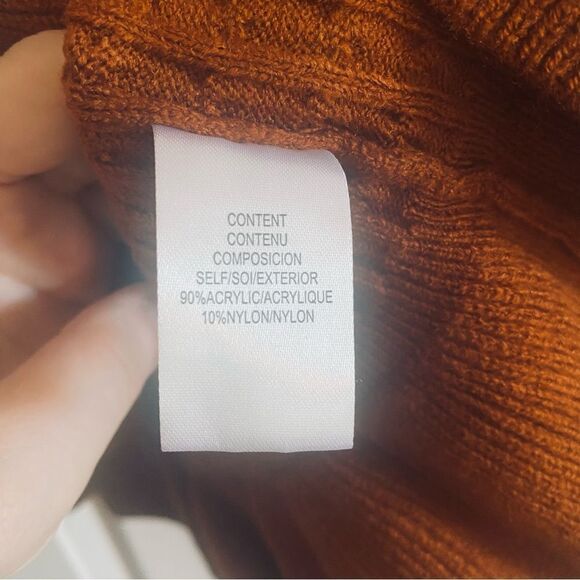 CONTENT
CONTENU
COMPOSICION
SELF/SOI/EXTERIOR
90%ACRYLIC/ACRYLIQUE
10%NYLON/NYLON